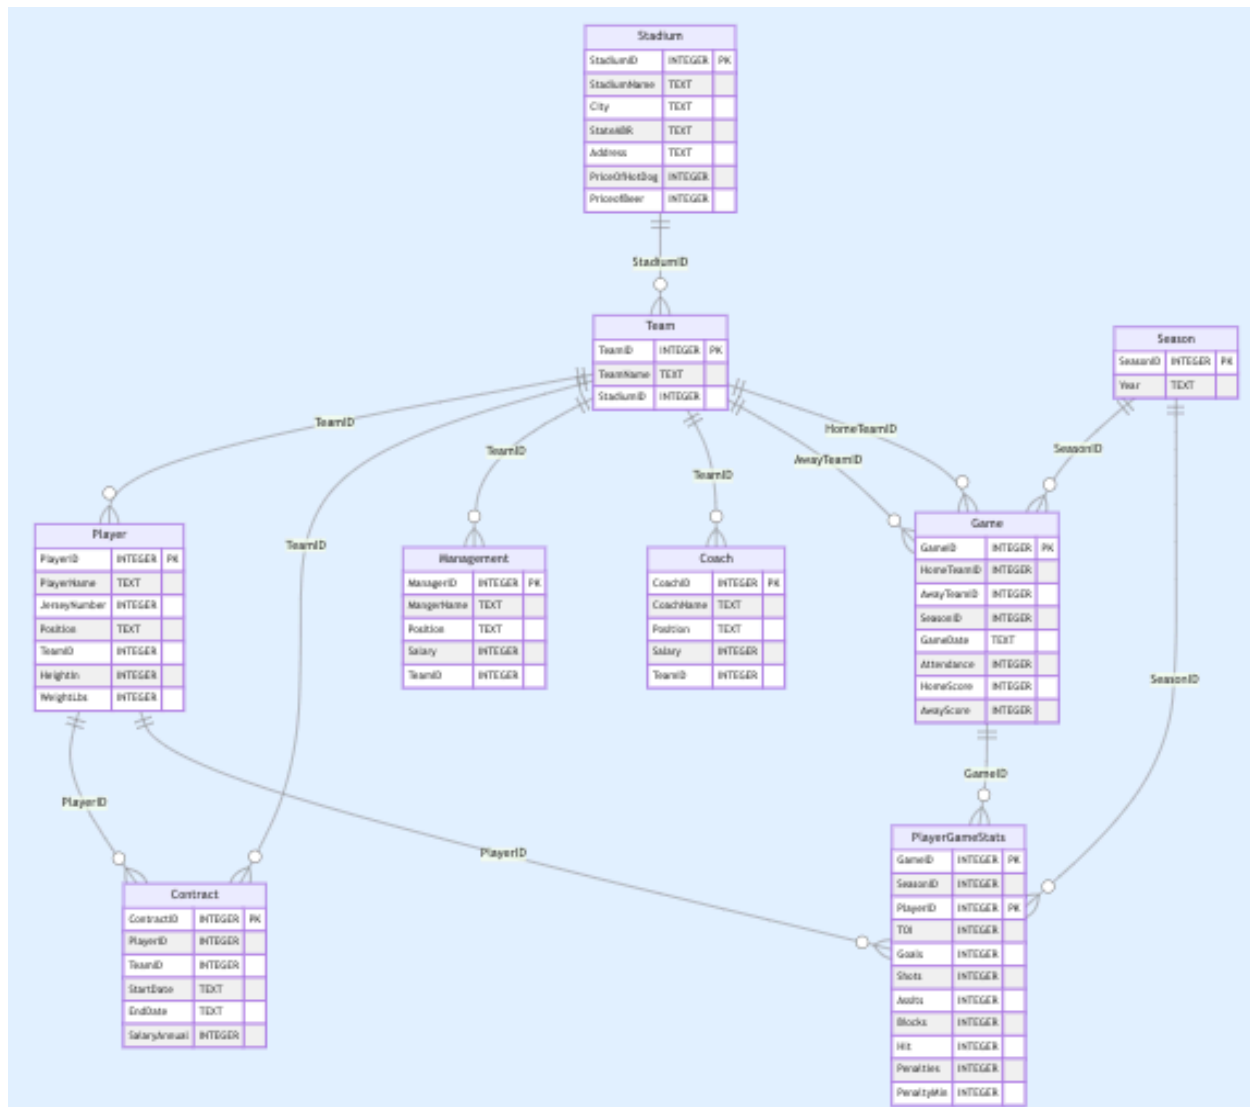 Stadium
StadiumID INTEGER PK
StadiumName TEXT
City TEXT
StateABR TEXT
Address TEXT
PriceOfHotDog INTEGER
PriceofBeer INTEGER
StadiumID
Team
TeamID INTEGER PK
TeamName TEXT
StadiumID INTEGER
Season
SeasonID INTEGER PK
Year TEXT
TeamID
HomeTeamID
AwayTeamID
SeasonID
TeamID
TeamID
TeamID
Player
PlayerID INTEGER PK
PlayerName TEXT
JerseyNumber INTEGER
Position TEXT
TeamID INTEGER
HeightIn INTEGER
WeightLbs INTEGER
Management
ManagerID INTEGER PK
MangerName TEXT
Position TEXT
Salary INTEGER
TeamID INTEGER
Coach
CoachID INTEGER PK
CoachName TEXT
Position TEXT
Salary INTEGER
TeamID INTEGER
Game
GameID INTEGER PK
HomeTeamID INTEGER
AwayTeamID INTEGER
SeasonID INTEGER
GameDate TEXT
Attendance INTEGER
HomeScore INTEGER
AwayScore INTEGER
SeasonID
GameID
PlayerID
PlayerID
Contract
ContractID INTEGER PK
PlayerID INTEGER
TeamID INTEGER
StartDate TEXT
EndDate TEXT
SalaryAnnual INTEGER
PlayerGameStats
GameID INTEGER PK
SeasonID INTEGER
PlayerID INTEGER PK
TOI INTEGER
Goals INTEGER
Shots INTEGER
Assits INTEGER
Blocks INTEGER
Hit INTEGER
Penalties INTEGER
PenaltyMin INTEGER